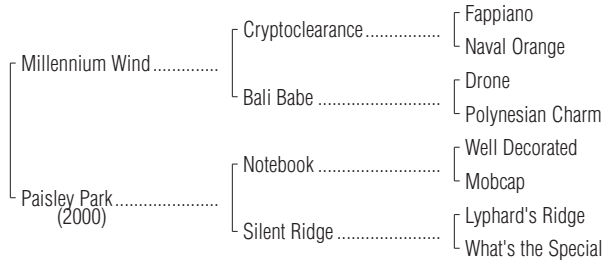 Fappiano
Cryptoclearance..................
Naval Orange
Millennium Wind...............
Drone
Bali Babe ............................
Polynesian Charm
Well Decorated
Notebook ............................
Mobcap
Paisley Park.......................
(2000)
Lyphard's Ridge
Silent Ridge .......................
What's the Special